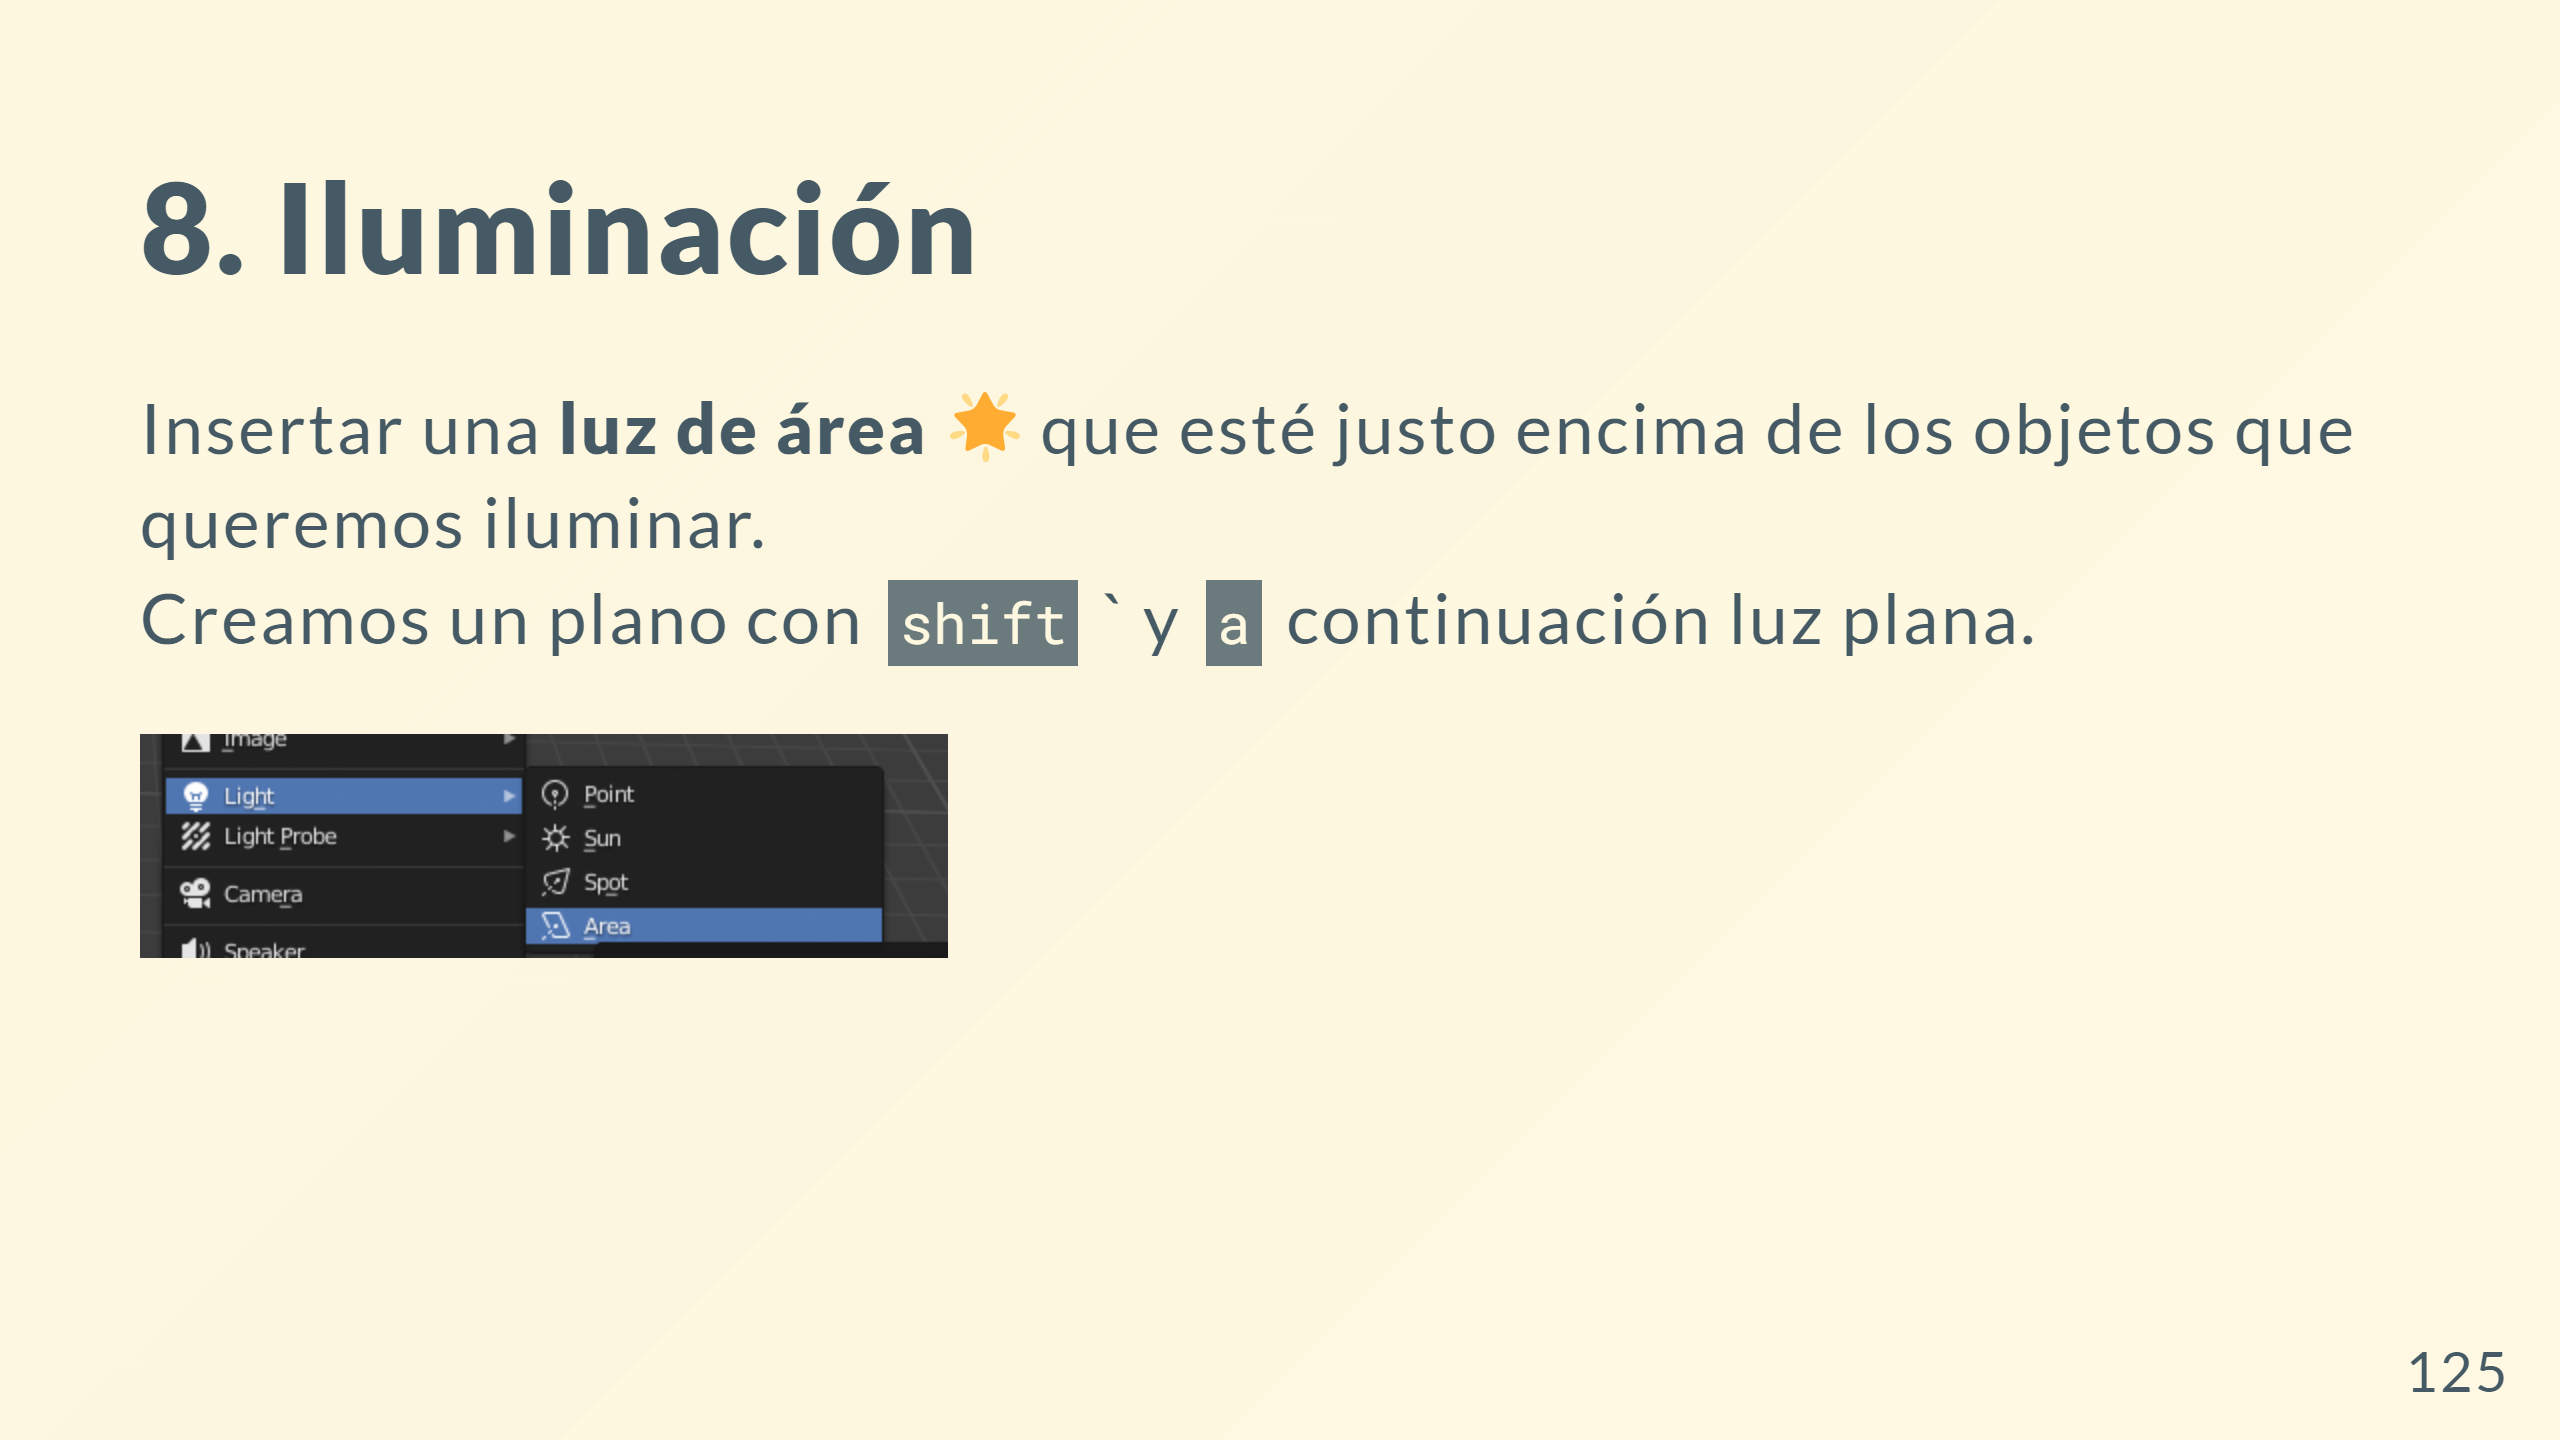 8. Iluminación
Insertar una luz de área 🌟 que esté justo encima de los objetos que
queremos iluminar.
Creamos un plano con shift ` y a continuación luz plana.
Image
Light
Light Probe
Camera
Speaker
Point
Sun
Spot
Area
125